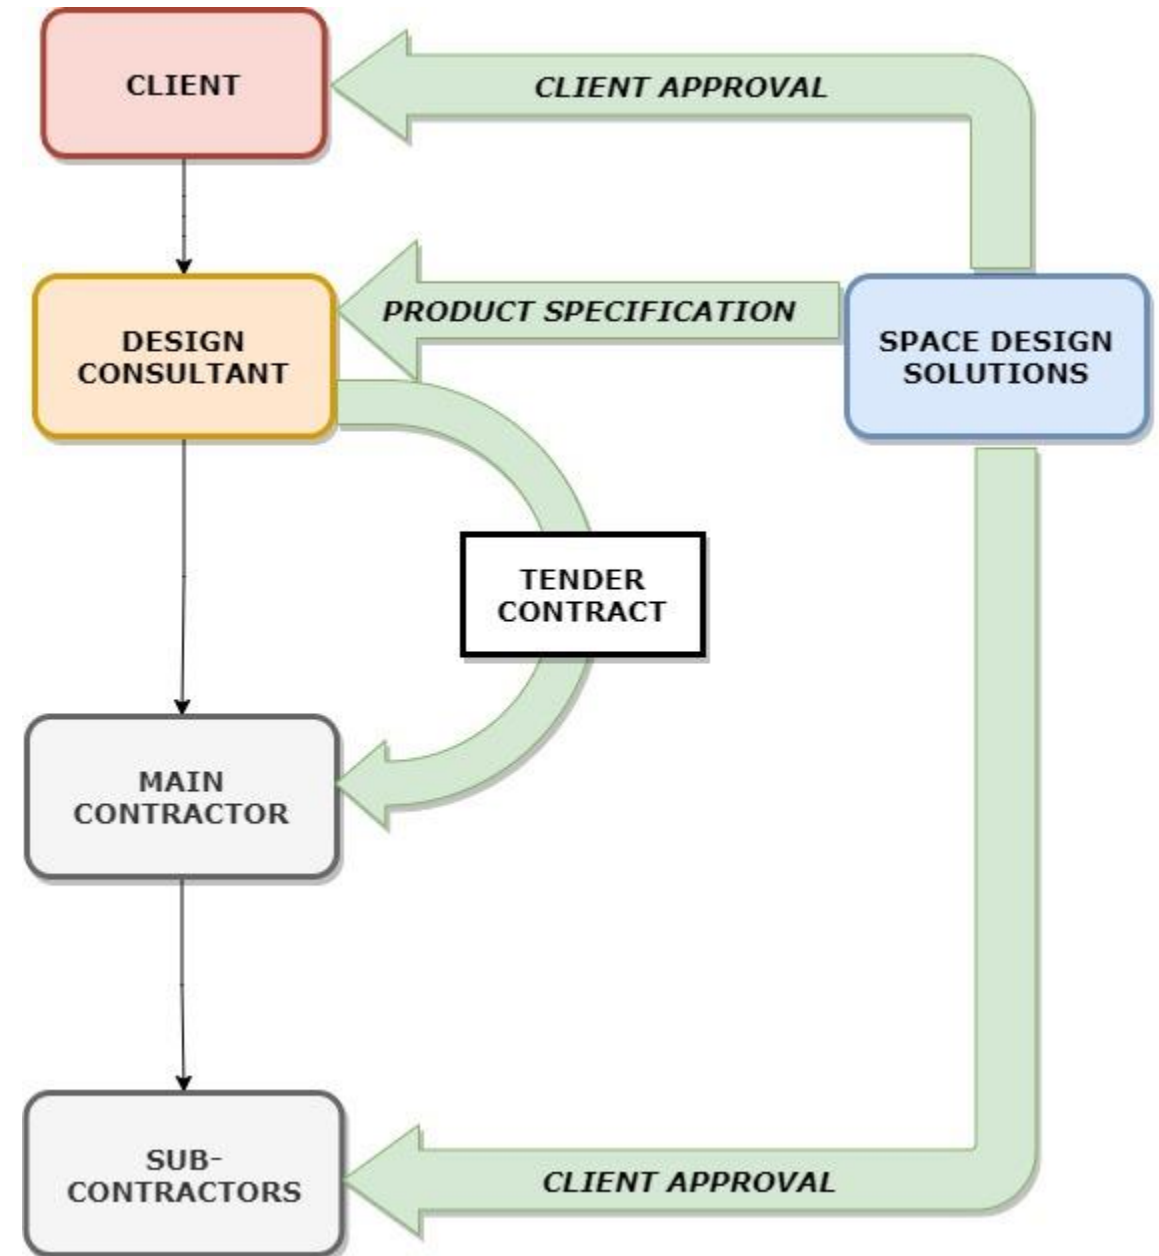 CLIENT
CLIENT APPROVAL
PRODUCT SPECIFICATION
DESIGN
CONSULTANT
SPACE DESIGN
SOLUTIONS
TENDER
CONTRACT
MAIN
CONTRACTOR
SUB-
CONTRACTORS
CLIENT APPROVAL